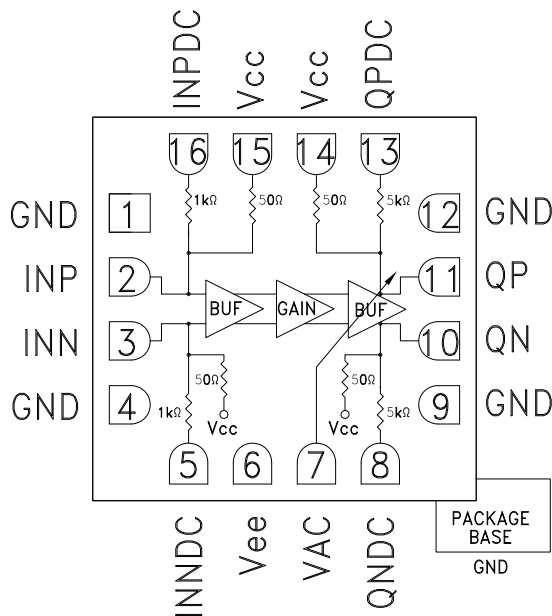 INPDC Vcc Vcc QPDC
16 15 14 13
1kΩ 50Ω 50Ω 5kΩ
GND 1 12 GND
INP 2 11 QP
BUF GAIN BUF
INN 3 10 QN
50Ω 50Ω
GND 4 9 GND
1kΩ 5kΩ
Vcc Vcc
5 6 7 8
INNDC Vee VAC QNDC
PACKAGE
BASE
GND